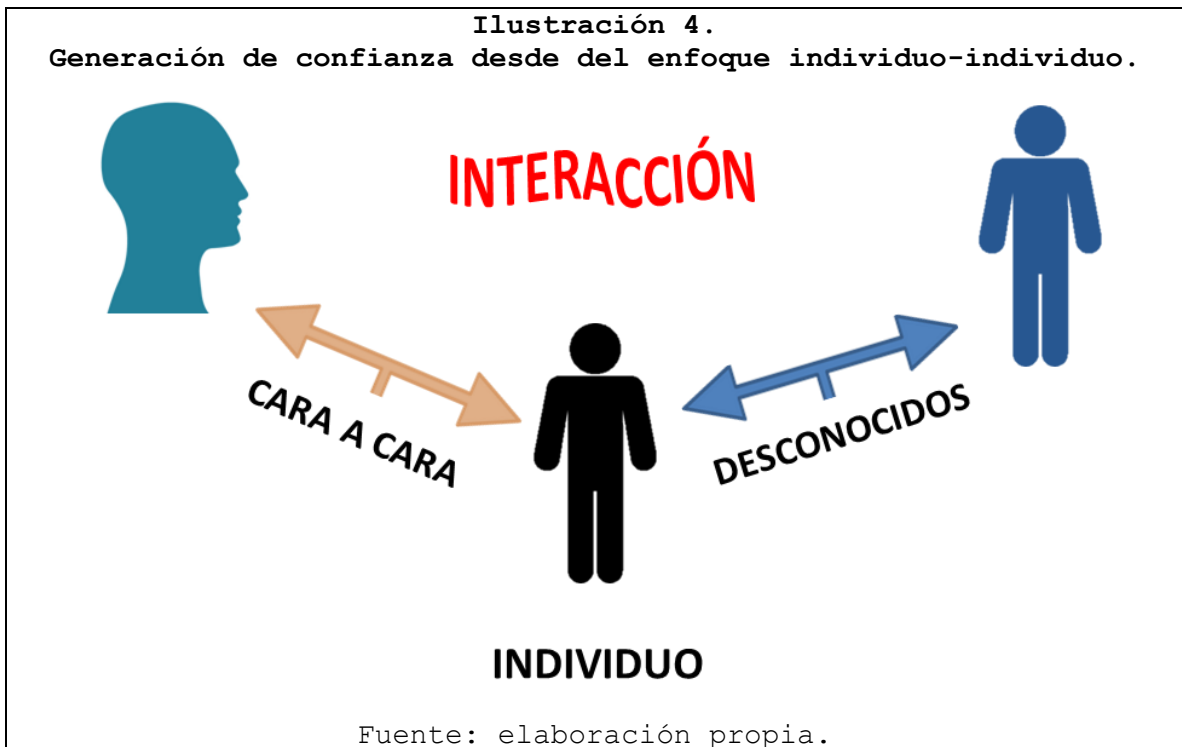 Ilustración 4.
Generación de confianza desde del enfoque individuo-individuo.
INTERACCIÓN
CARA A CARA
DESCONOCIDOS
INDIVIDUO
Fuente: elaboración propia.